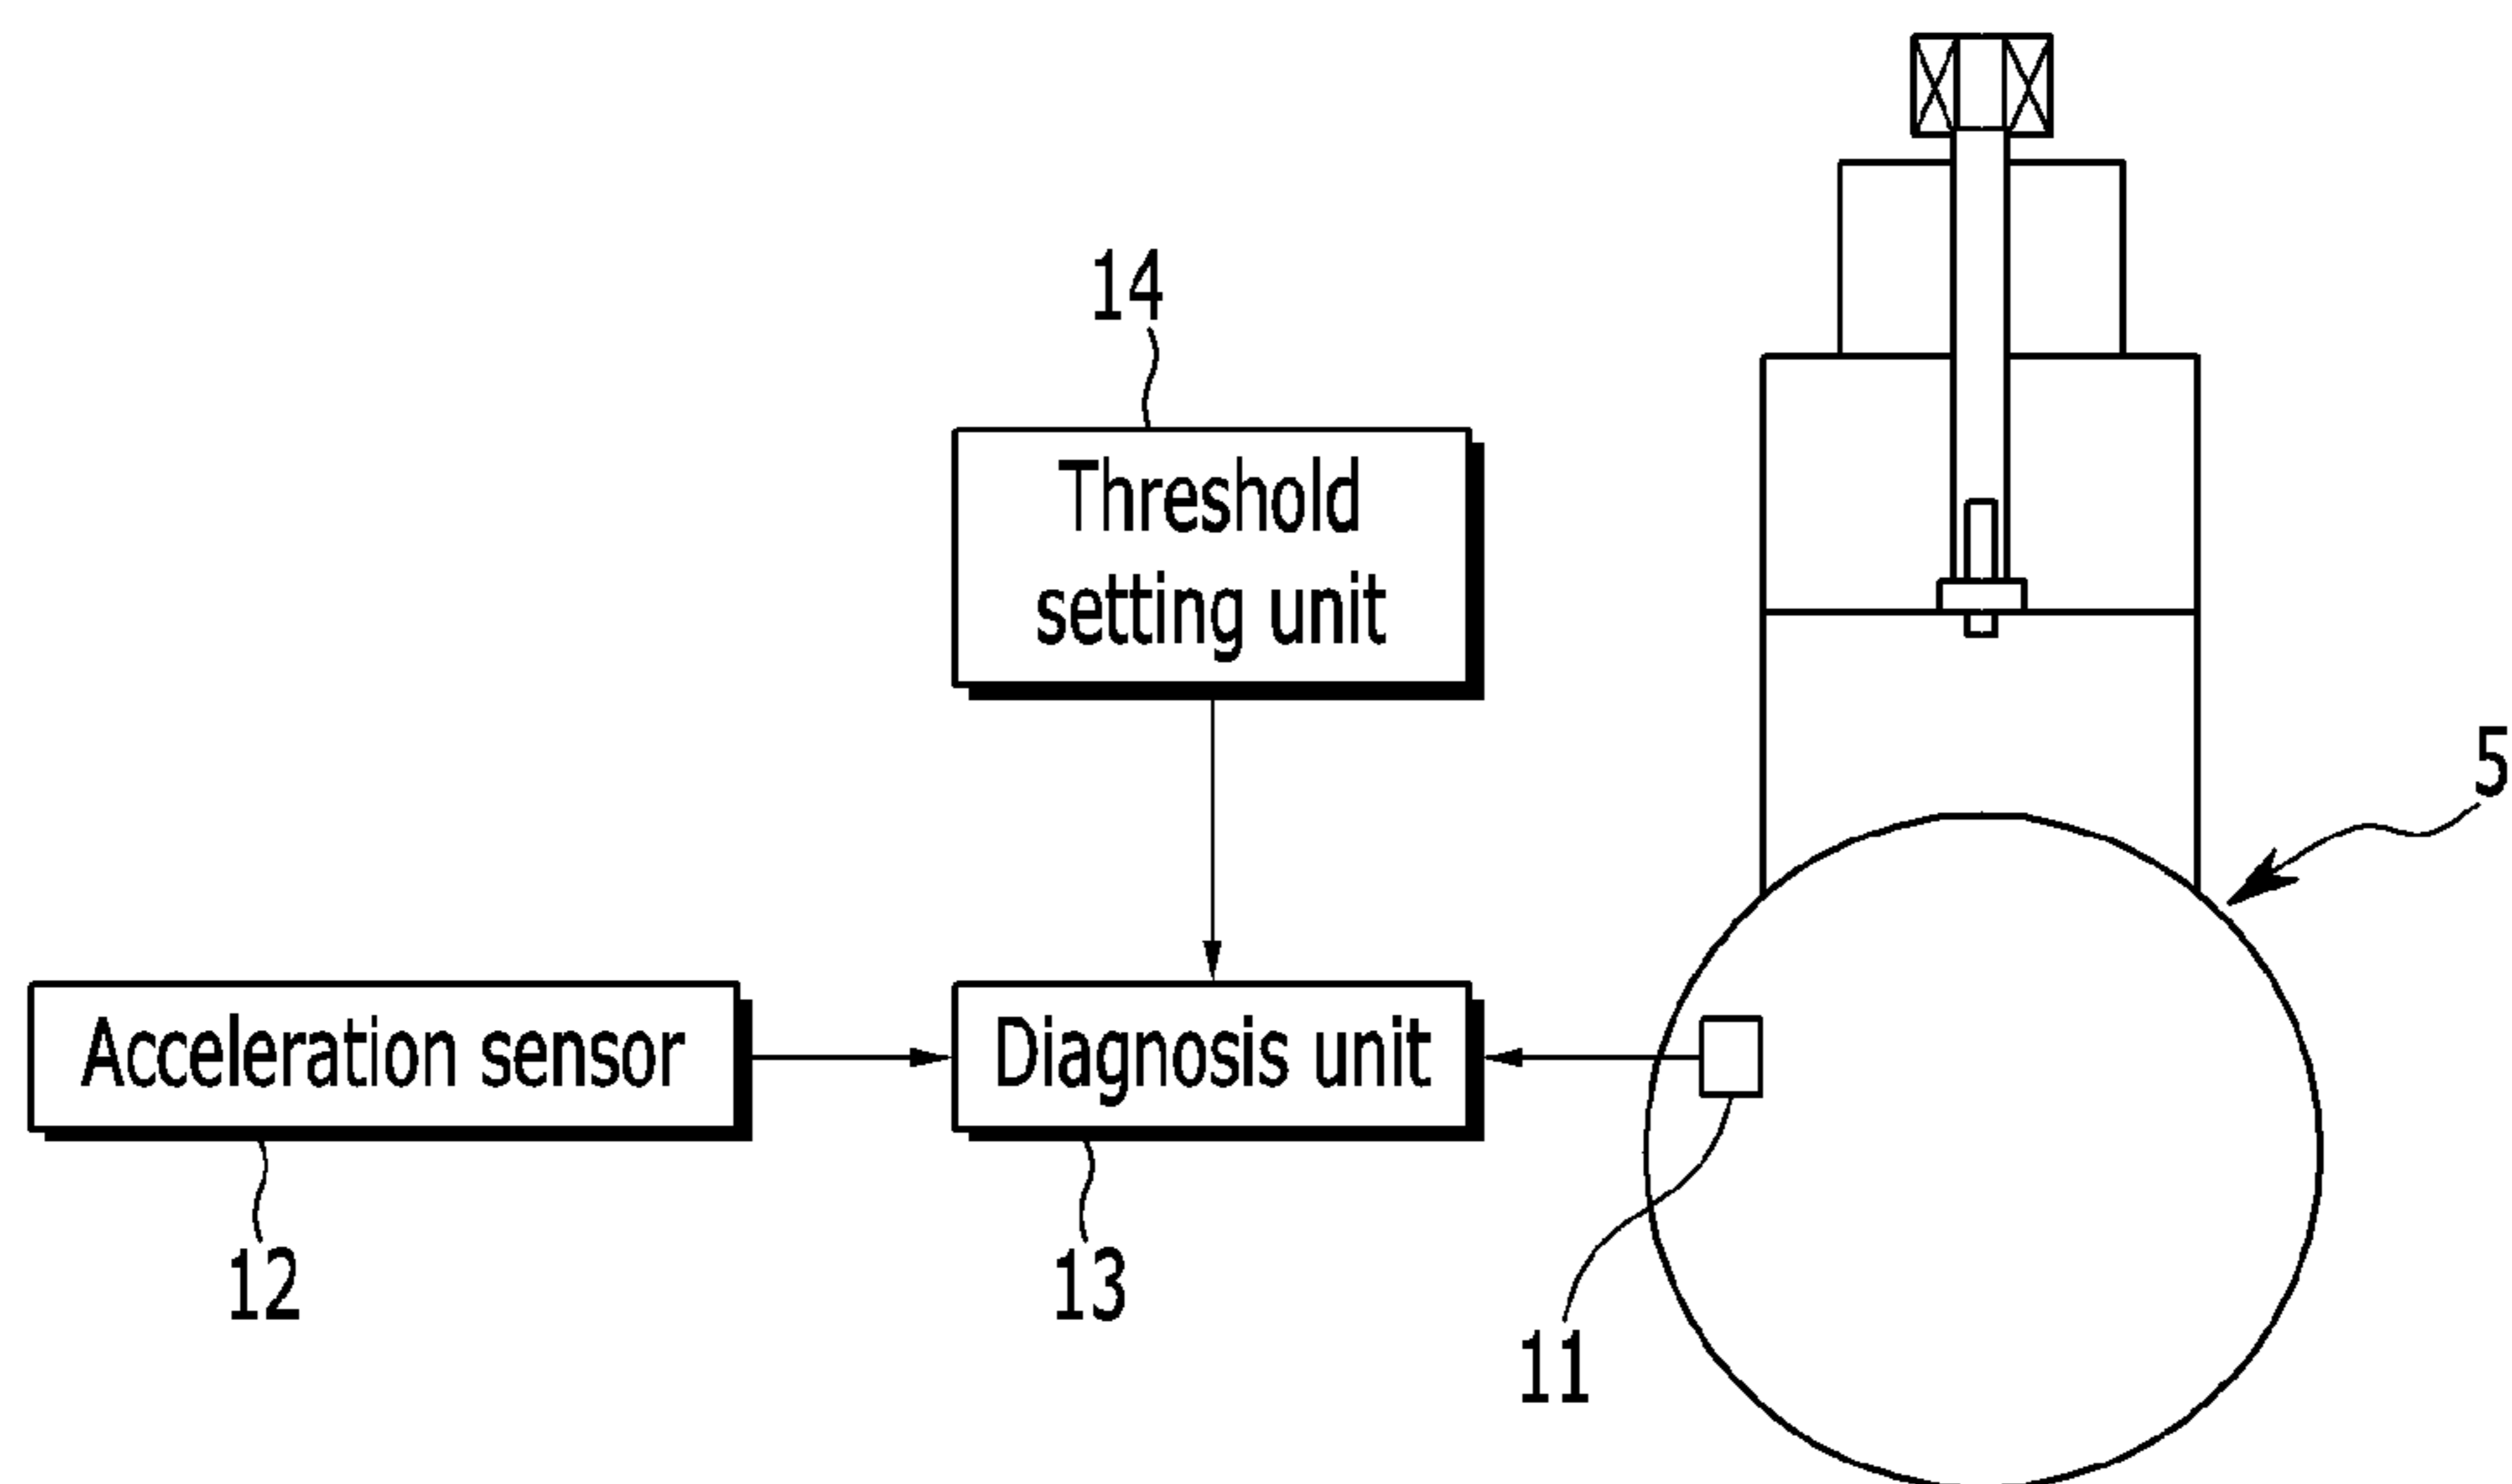 14
Threshold
setting unit
5
Acceleration sensor
Diagnosis unit
12
13
11